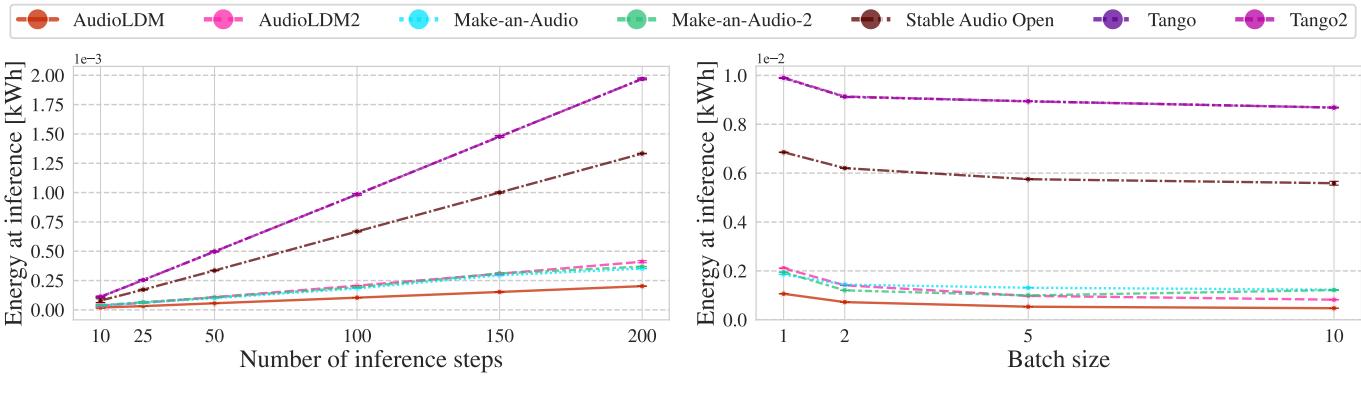 AudioLDM AudioLDM2 Make-an-Audio Make-an-Audio-2 Stable Audio Open Tango Tango2
1e−3
Energy at inference [kWh]
2.00
1.75
1.50
1.25
1.00
0.75
0.50
0.25
0.00
10 25 50 100 150 200
Number of inference steps
1e−2
Energy at inference [kWh]
1.0
0.8
0.6
0.4
0.2
0.0
1 2 5 10
Batch size